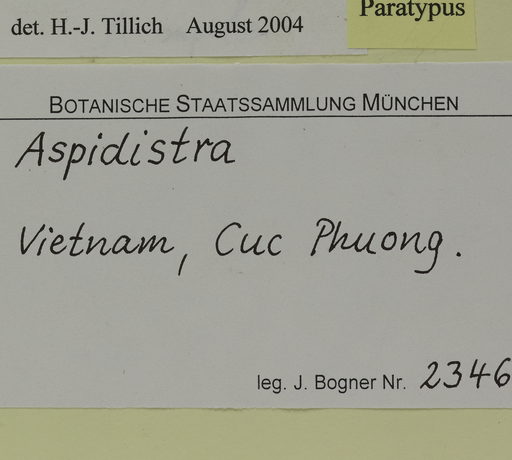 Paratypus
det. H.-J. Tillich August 2004
BOTANISCHE STAATSSAMMLUNG MÜNCHEN
Aspidistra
Vietnam, Cuc Phuong.
leg. J. Bogner Nr. 2346